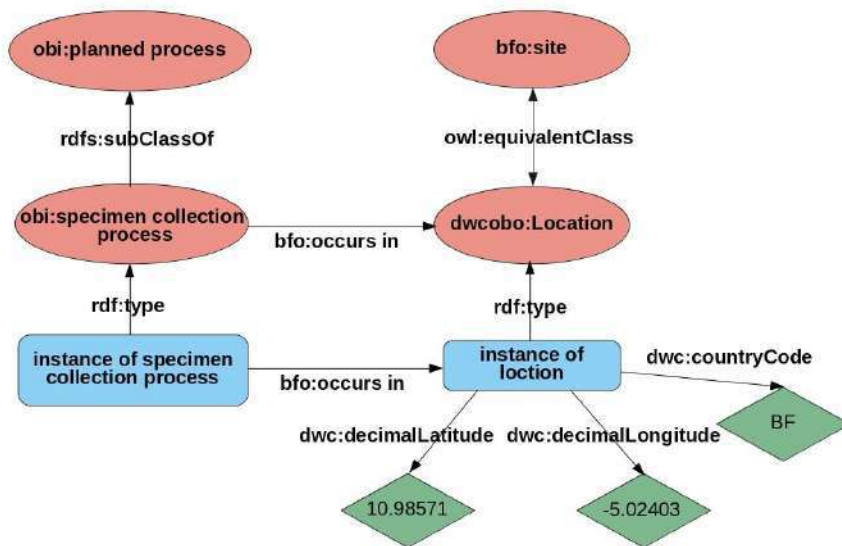 obi:planned process
bfo:site
rdfs:subClassOf
owl:equivalentClass
obi:specimen collection
process
dwcobo:Location
bfo:occurs in
rdf:type
rdf:type
instance of specimen
collection process
instance of
loction
dwc:countryCode
bfo:occurs in
BF
dwc:decimalLatitude
dwc:decimalLongitude
10.98571
-5.02403